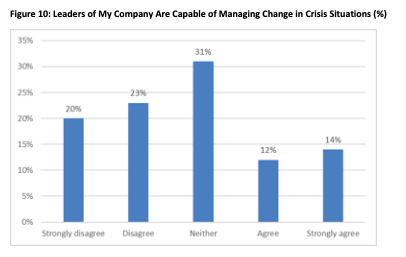 Figure 10: Leaders of My Company Are Capable of Managing Change in Crisis Situations (%)
35%
30%
25%
20%
15%
10%
5%
0%
20%
23%
31%
12%
14%
Strongly disagree
Disagree
Neither
Agree
Strongly agree